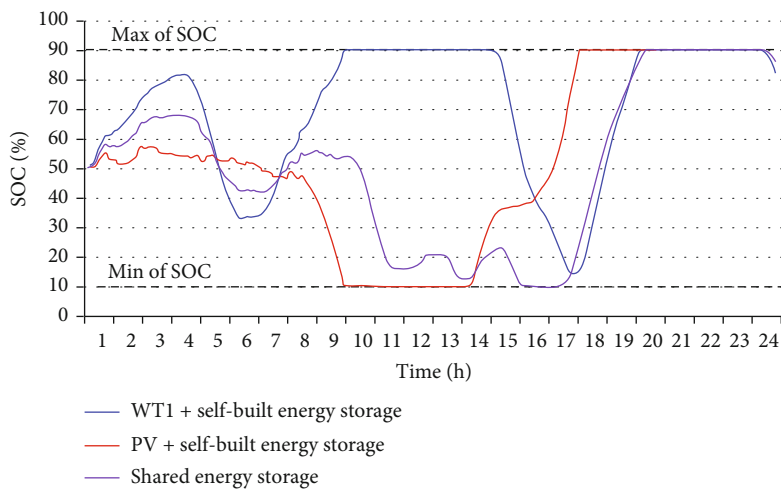 100
90
80
70
60
50
40
30
20
10
0
SOC (%)
Max of SOC
Min of SOC
1 2 3 4 5 6 7 8 9 10 11 12 13 14 15 16 17 18 19 20 21 22 23 24
Time (h)
WT1 + self-built energy storage
PV + self-built energy storage
Shared energy storage